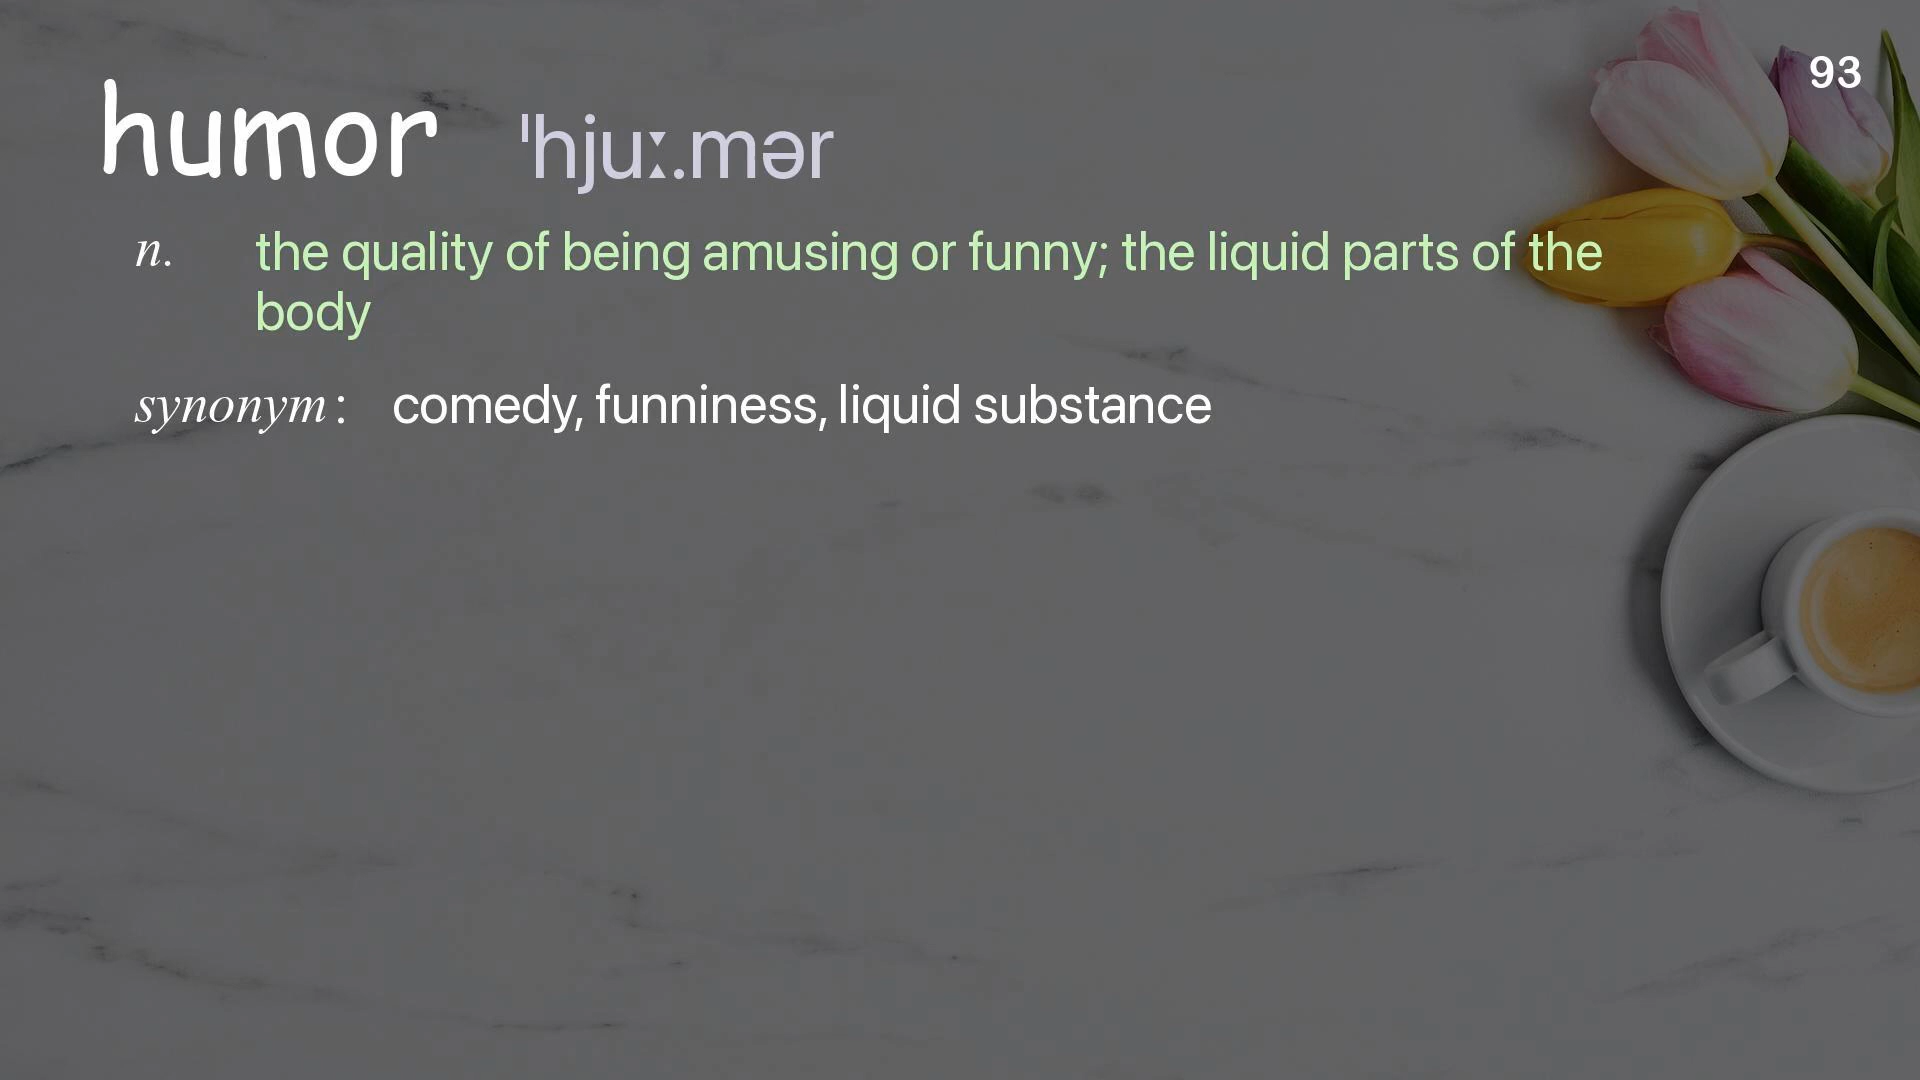 93
humor ˈhjuː.mər
n. the quality of being amusing or funny; the liquid parts of the
body
synonym: comedy, funniness, liquid substance